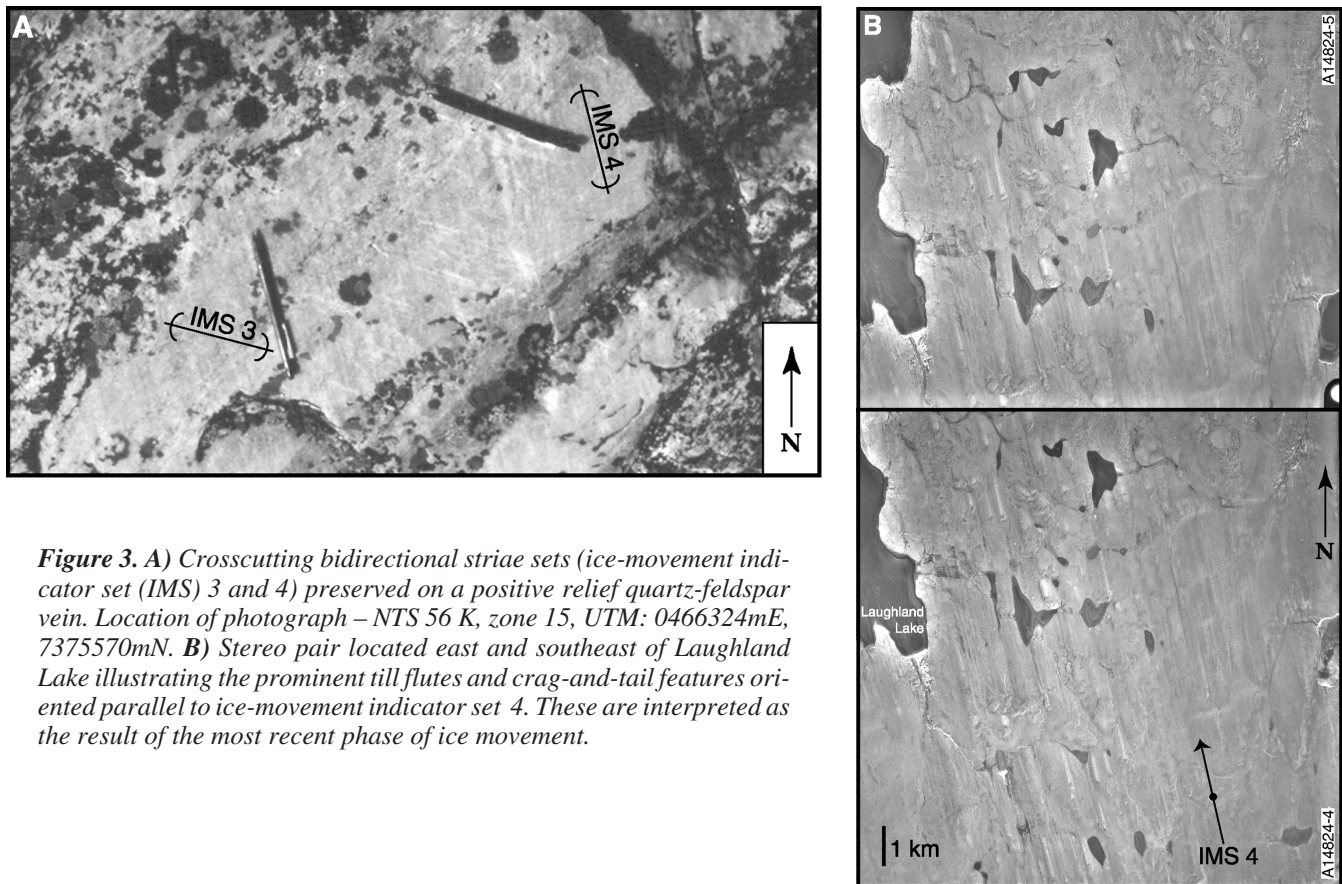 A
IMS 4
IMS 3
N
B
A14824-5
Laughland
Lake
N
1 km
IMS 4
A14824-4
Figure 3. A) Crosscutting bidirectional striae sets (ice-movement indi-
cator set (IMS) 3 and 4) preserved on a positive relief quartz-feldspar
vein. Location of photograph – NTS 56 K, zone 15, UTM: 0466324mE,
7375570mN. B) Stereo pair located east and southeast of Laughland
Lake illustrating the prominent till flutes and crag-and-tail features ori-
ented parallel to ice-movement indicator set 4. These are interpreted as
the result of the most recent phase of ice movement.